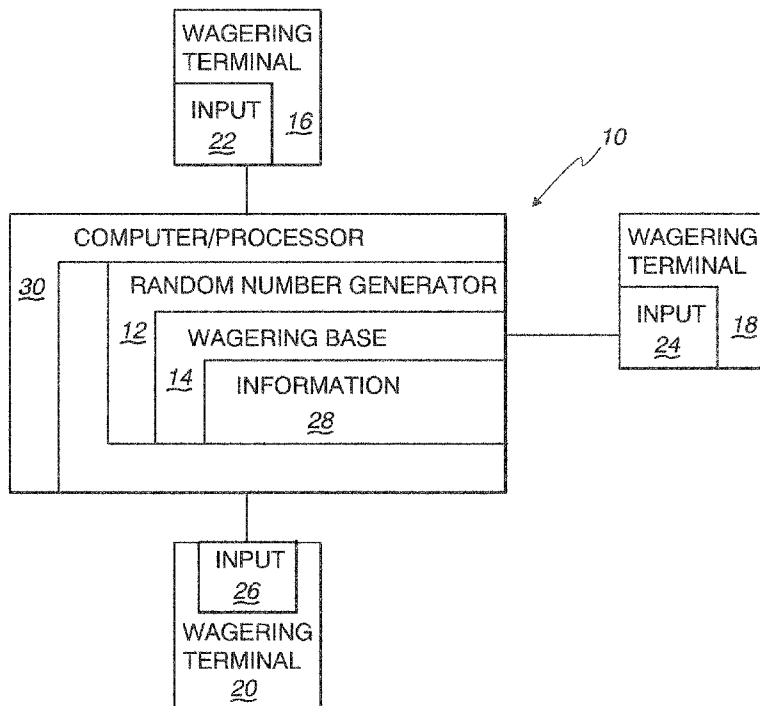 WAGERING
TERMINAL
INPUT
22
16
10
COMPUTER/PROCESSOR
30
RANDOM NUMBER GENERATOR
12
WAGERING BASE
14
INFORMATION
28
WAGERING
TERMINAL
INPUT
24
18
INPUT
26
WAGERING
TERMINAL
20